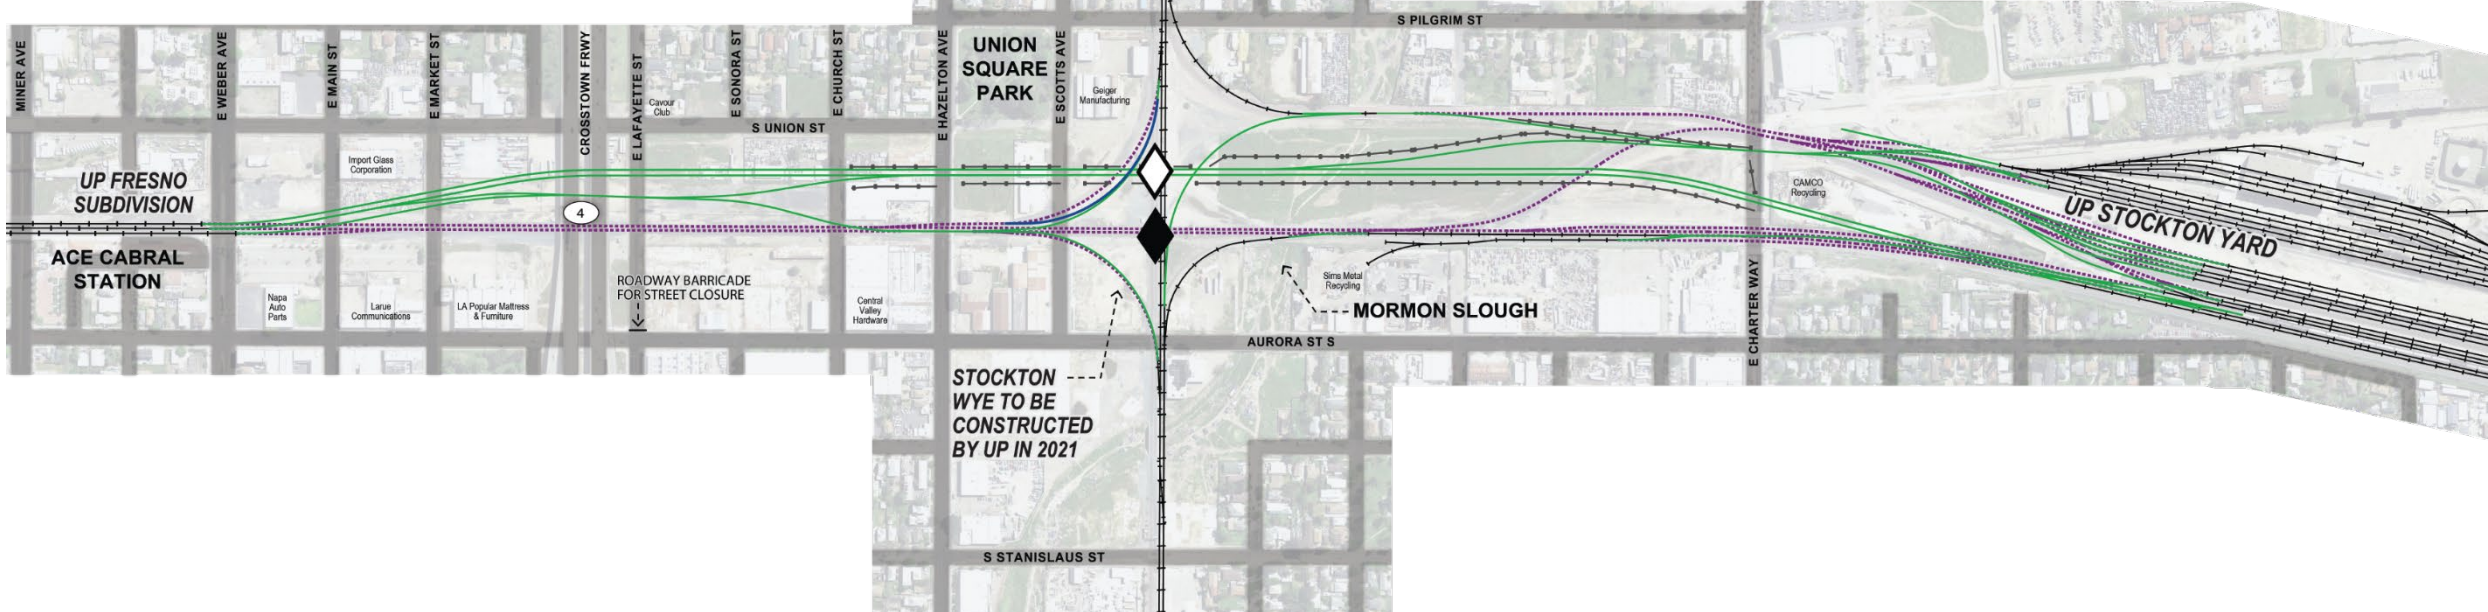 S PILGRIM ST
MINER AVE
E WEBER AVE
E MAIN ST
E MARKET ST
CROSSTOWN FRWY
E LAFAYETTE ST
Cavour
Club
E SONORA ST
E CHURCH ST
E HAZELTON AVE
UNION
SQUARE
PARK
E SCOTTS AVE
Geiger
Manufacturing
S UNION ST
Import Glass
Corporation
UP FRESNO
SUBDIVISION
4
CAMCO
Recycling
UP STOCKTON YARD
ACE CABRAL
STATION
Napa
Auto
Parts
Larue
Communications
LA Popular Mattress
& Furniture
ROADWAY BARRICADE
FOR STREET CLOSURE
Central
Valley
Hardware
Sims Metal
Recycling
MORMON SLOUGH
E CHARTER WAY
AURORA ST S
STOCKTON
WYE TO BE
CONSTRUCTED
BY UP IN 2021
S STANISLAUS ST